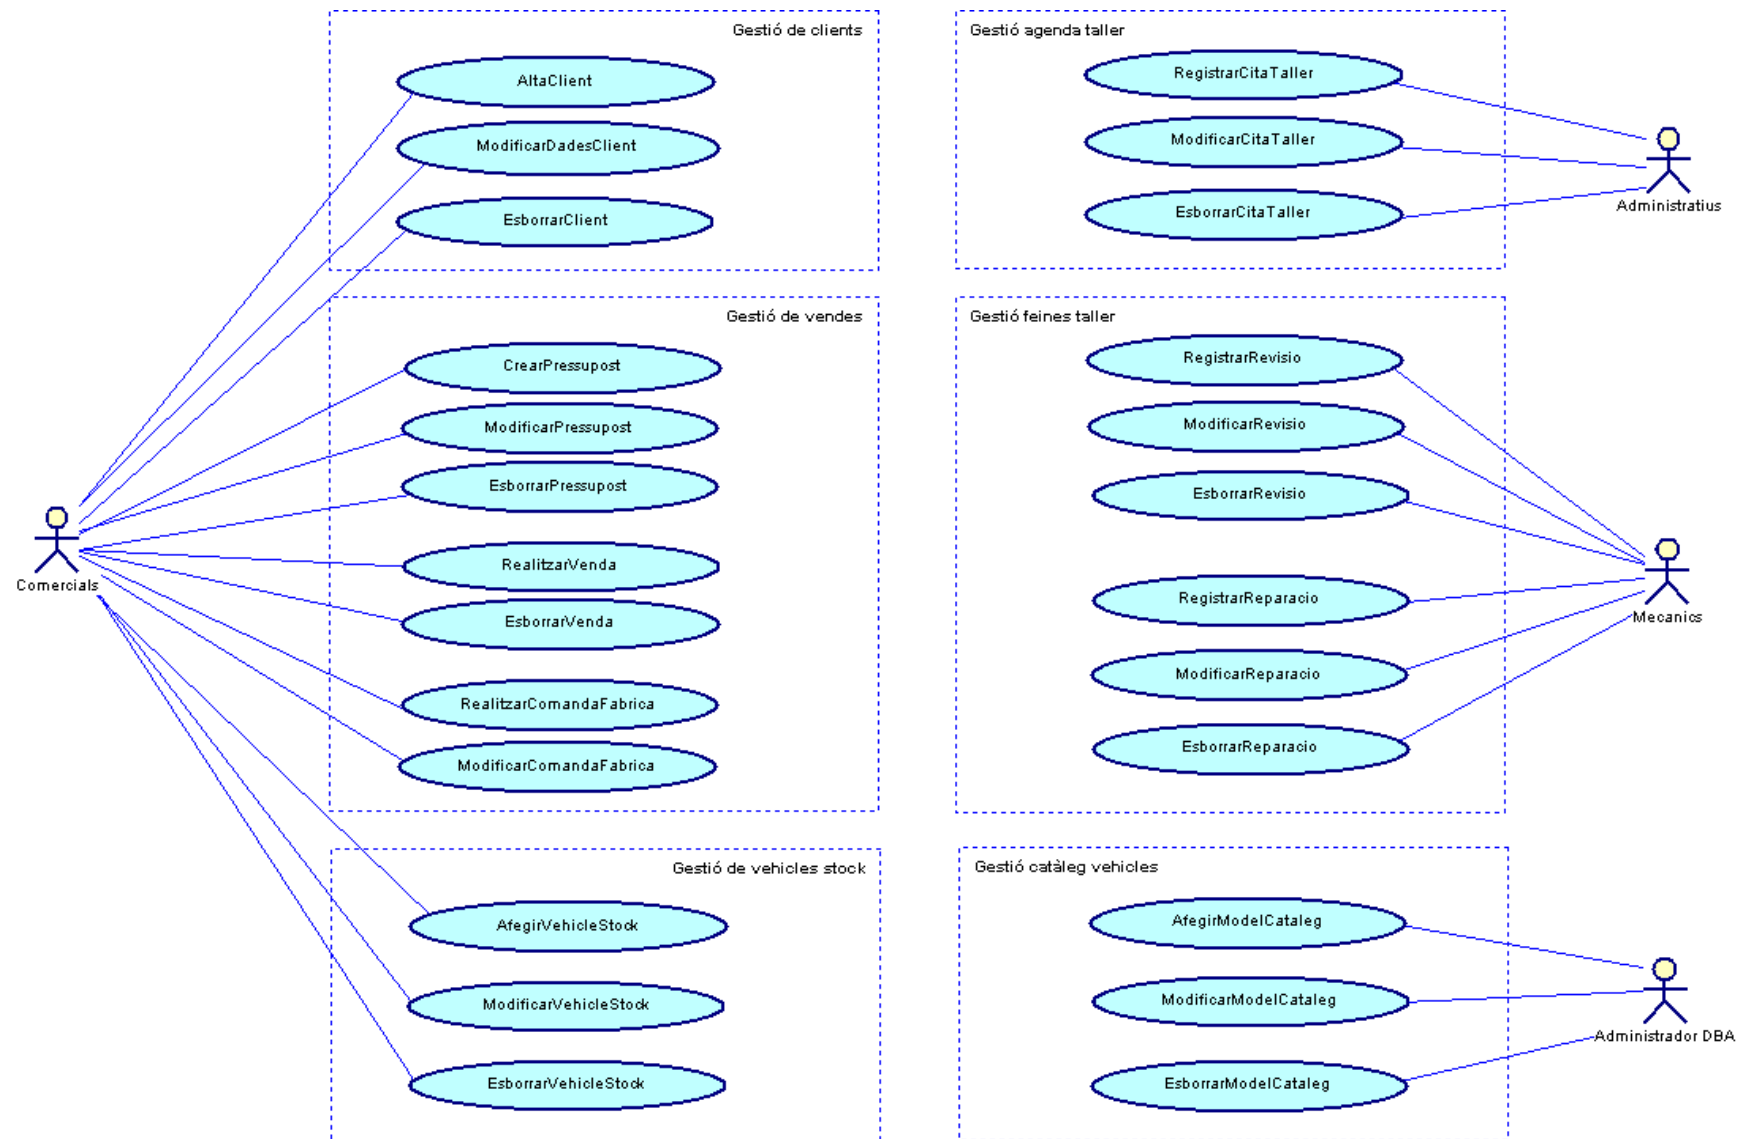 Gestió de clients
AltaClient
ModificarDadesClient
EsborrarClient
Gestió de vendes
CrearPressupost
ModificarPressupost
EsborrarPressupost
RealitzarVenda
EsborrarVenda
RealitzarComandaFabrica
ModificarComandaFabrica
Comercials
Gestió de vehicles stock
AfegirVehicleStock
ModificarVehicleStock
EsborrarVehicleStock
Gestió agenda taller
RegistrarCitaTaller
ModificarCitaTaller
EsborrarCitaTaller
Administratius
Gestió feines taller
RegistrarRevisio
ModificarRevisio
EsborrarRevisio
RegistrarReparacio
ModificarReparacio
EsborrarReparacio
Mecanics
Gestió catàleg vehicles
AfegirModelCataleg
ModificarModelCataleg
EsborrarModelCataleg
Administrador DBA